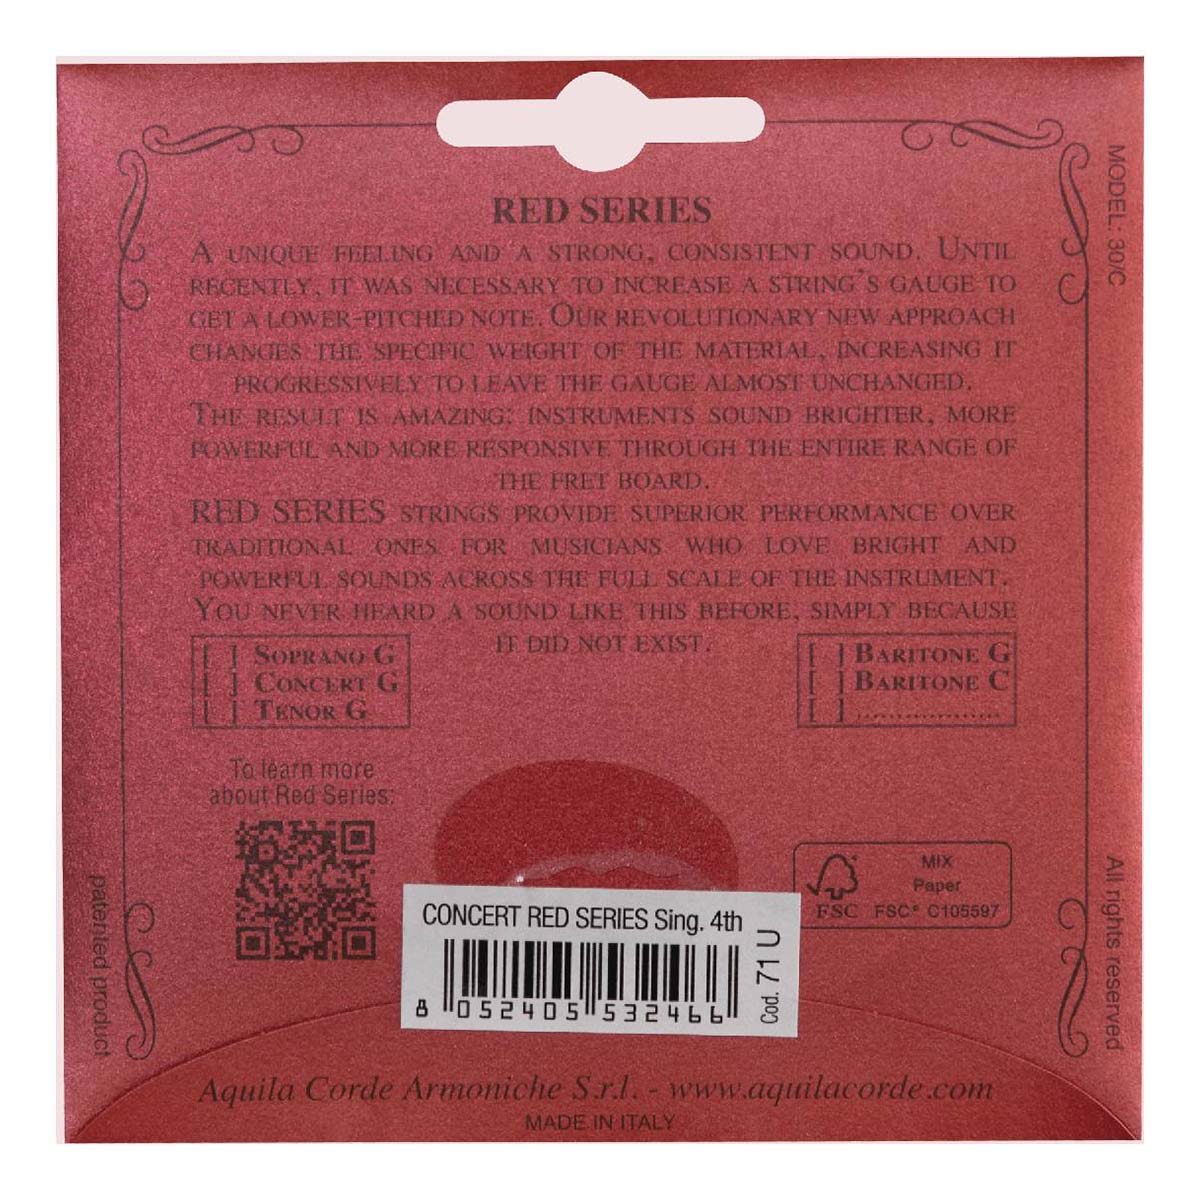 RED SERIES
A UNIQUE FEELING AND A STRONG, CONSISTENT SOUND. UNTIL
RECENTLY, IT WAS NECESSARY TO INCREASE A STRING'S GAUGE TO
GET A LOWER-PITCHED NOTE. OUR REVOLUTIONARY NEW APPROACH
CHANGES THE SPECIFIC WEIGHT OF THE MATERIAL, INCREASING IT
PROGRESSIVELY TO LEAVE THE GAUGE ALMOST UNCHANGED.
THE RESULT IS AMAZING: INSTRUMENTS SOUND BRIGHTER, MORE
POWERFUL AND MORE RESPONSIVE THROUGH THE ENTIRE RANGE OF
THE FRET BOARD.
RED SERIES STRINGS PROVIDE SUPERIOR PERFORMANCE OVER
TRADITIONAL ONES FOR MUSICIANS WHO LOVE BRIGHT AND
POWERFUL SOUNDS ACROSS THE FULL SCALE OF THE INSTRUMENT.
YOU NEVER HEARD A SOUND LIKE THIS BEFORE, SIMPLY BECAUSE
IT DID NOT EXIST.
[ ] SOPRANO G
[ ] CONCERT G
[ ] TENOR G
[ ] BARITONE G
[ ] BARITONE C
[ ] ....................
MODEL: 30C
To learn more
about Red Series:
MIX
Paper
FSC
FSC® C105597
CONCERT RED SERIES Sing. 4th
8 052405 532466
Cod. 71 U
patented product
All rights reserved
Aquila Corde Armoniche S.r.l. - www.aquilacorde.com
MADE IN ITALY